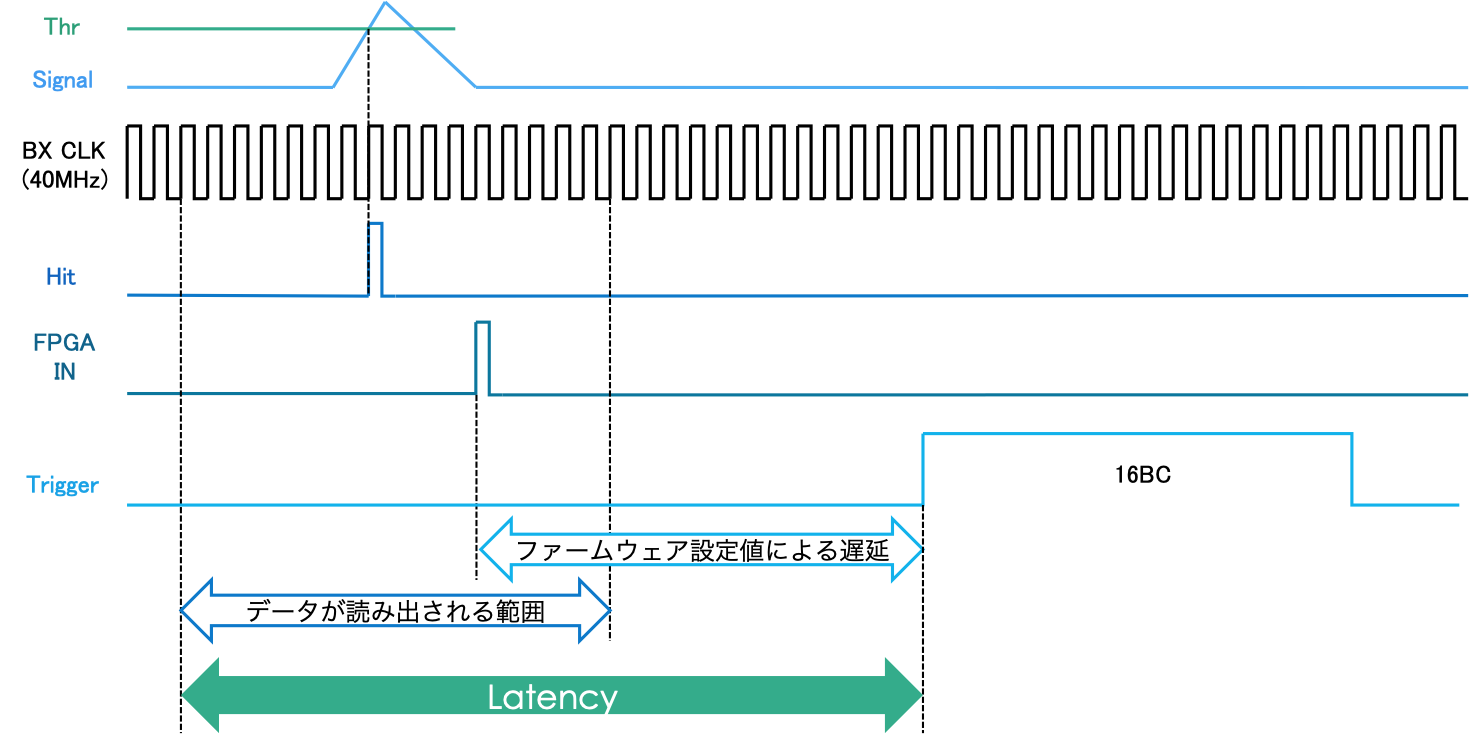 Thr
Signal
BX CLK
(40MHz)
Hit
FPGA
IN
Trigger
16BC
ファームウェア設定値による遅延
データが読み出される範囲
Latency